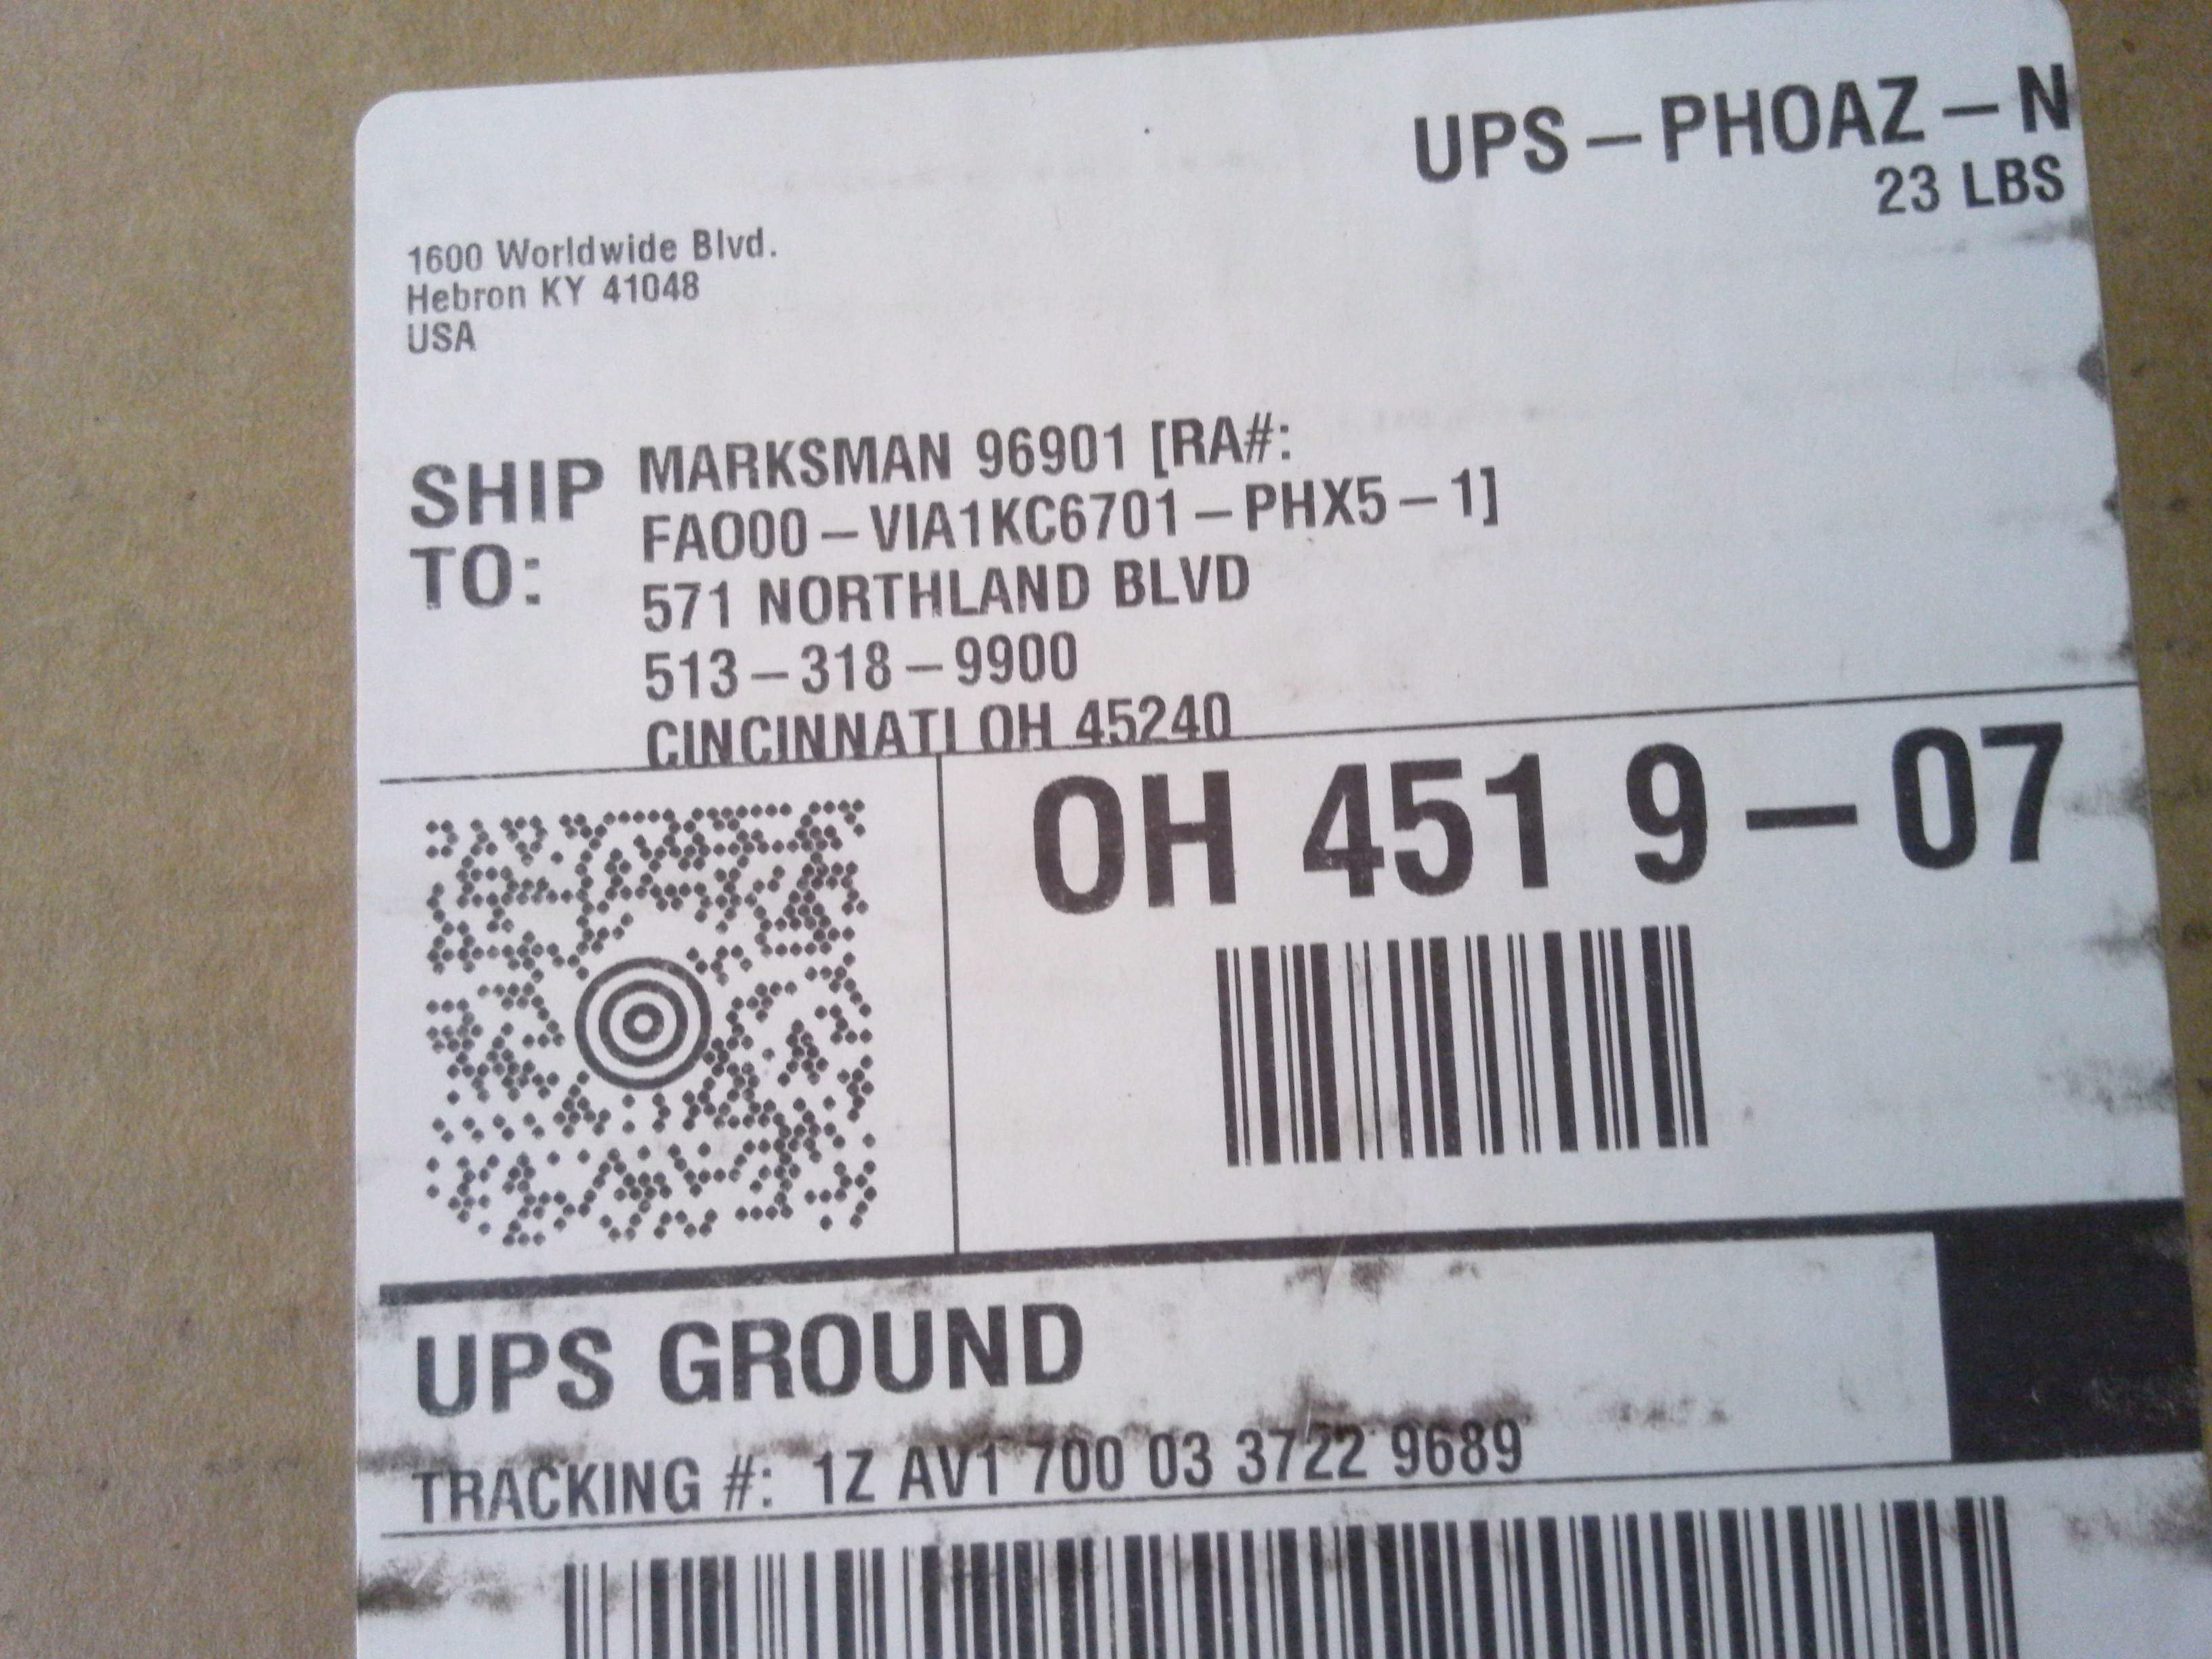 UPS – PHOAZ – N
23 LBS
1600 Worldwide Blvd.
Hebron KY 41048
USA
SHIP TO:
MARKSMAN 96901 [RA#:
FAO00 – VIA1KC6701 – PHX5 – 1]
571 NORTHLAND BLVD
513 – 318 – 9900
CINCINNATI OH 45240
OH 451 9 – 07
UPS GROUND
TRACKING #: 1Z AV1 700 03 3722 9689